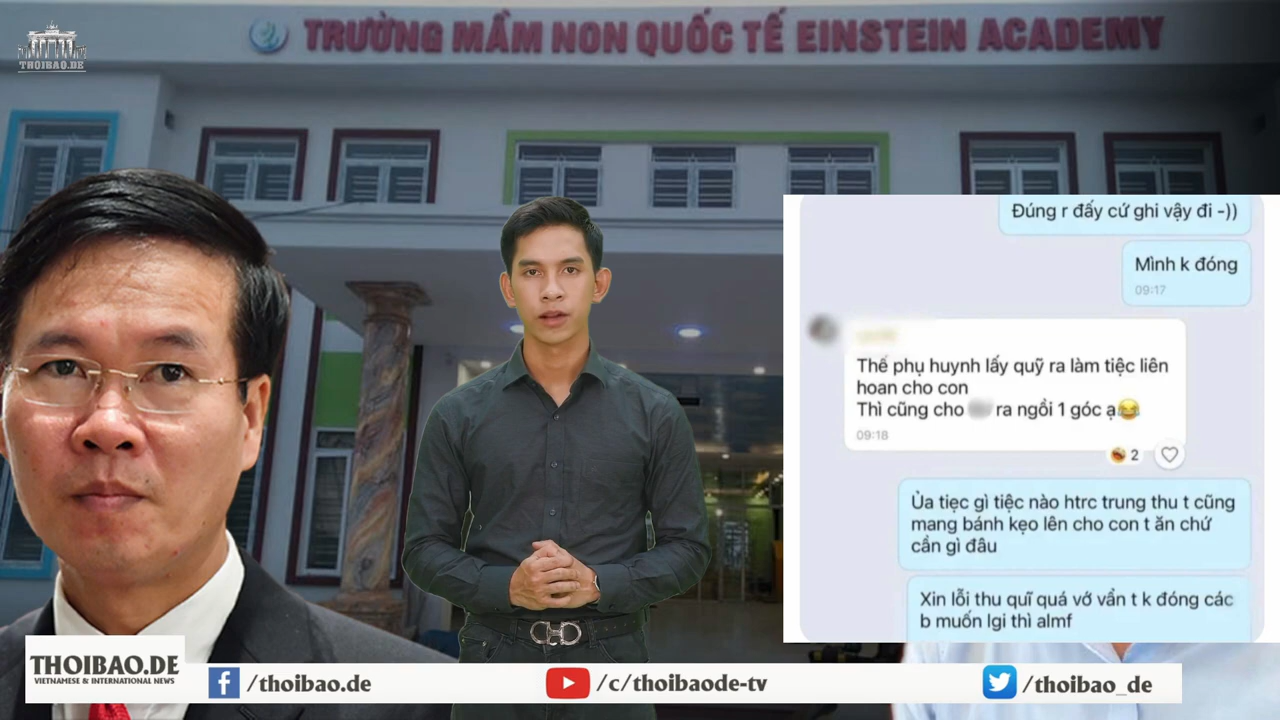 TRƯỜNG MẦM NON QUỐC TẾ EINSTEIN ACADEMY
THOIBAO.DE
Đúng r đấy cứ ghi vậy đi -))
Mình k đóng
09:17
Thế phụ huynh lấy quỹ ra làm tiệc liên
hoan cho con
Thì cũng cho ra ngồi 1 góc ạ😂
09:18
2
Ủa tiẹc gì tiệc nào htrc trung thu t cũng
mang bánh kẹo lên cho con t ăn chứ
cần gì đâu
Xin lỗi thu quĩ quá vớ vẩn t k đóng các
b muốn lgi thì almf
THOIBAO.DE
VIETNAMESE & INTERNATIONAL NEWS
/thoibao.de
/c/thoibaode-tv
/thoibao_de